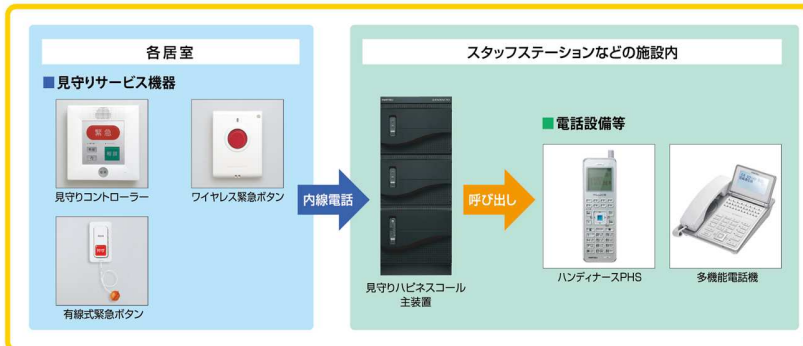 各居室
■見守りサービス機器
緊急
見守りコントローラー
ワイヤレス緊急ボタン
有線式緊急ボタン
内線電話
スタッフステーションなどの施設内
見守りハピネスコール
主装置
呼び出し
■電話設備等
ハンディナースPHS
多機能電話機